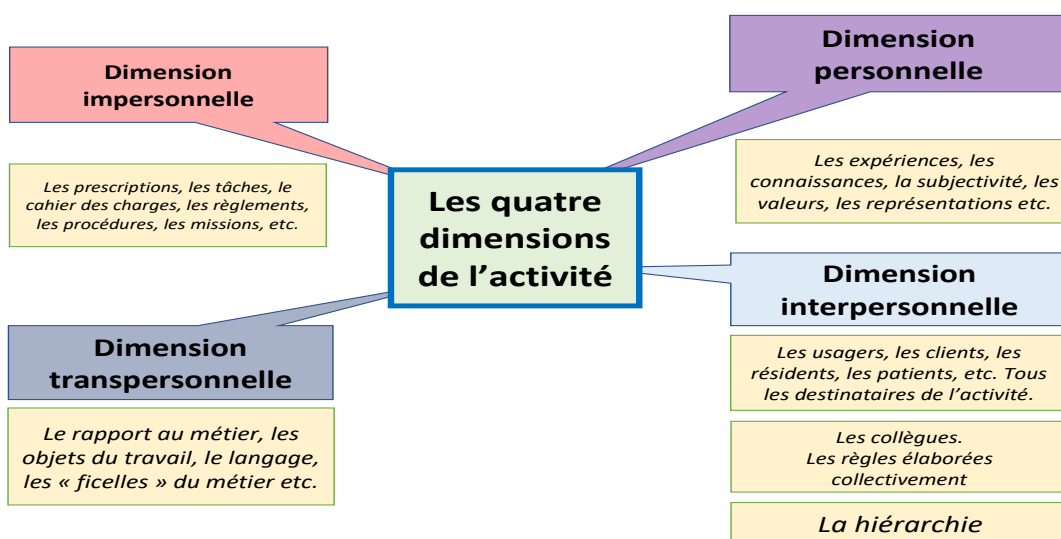 Dimension
impersonnelle
Les prescriptions, les tâches, le
cahier des charges, les règlements,
les procédures, les missions, etc.
Dimension
transpersonnelle
Le rapport au métier, les
objets du travail, le langage,
les « ficelles » du métier etc.
Les quatre
dimensions
de l’activité
Dimension
personnelle
Les expériences, les
connaissances, la subjectivité, les
valeurs, les représentations etc.
Dimension
interpersonnelle
Les usagers, les clients, les
résidents, les patients, etc. Tous
les destinataires de l’activité.
Les collègues.
Les règles élaborées
collectivement
La hiérarchie